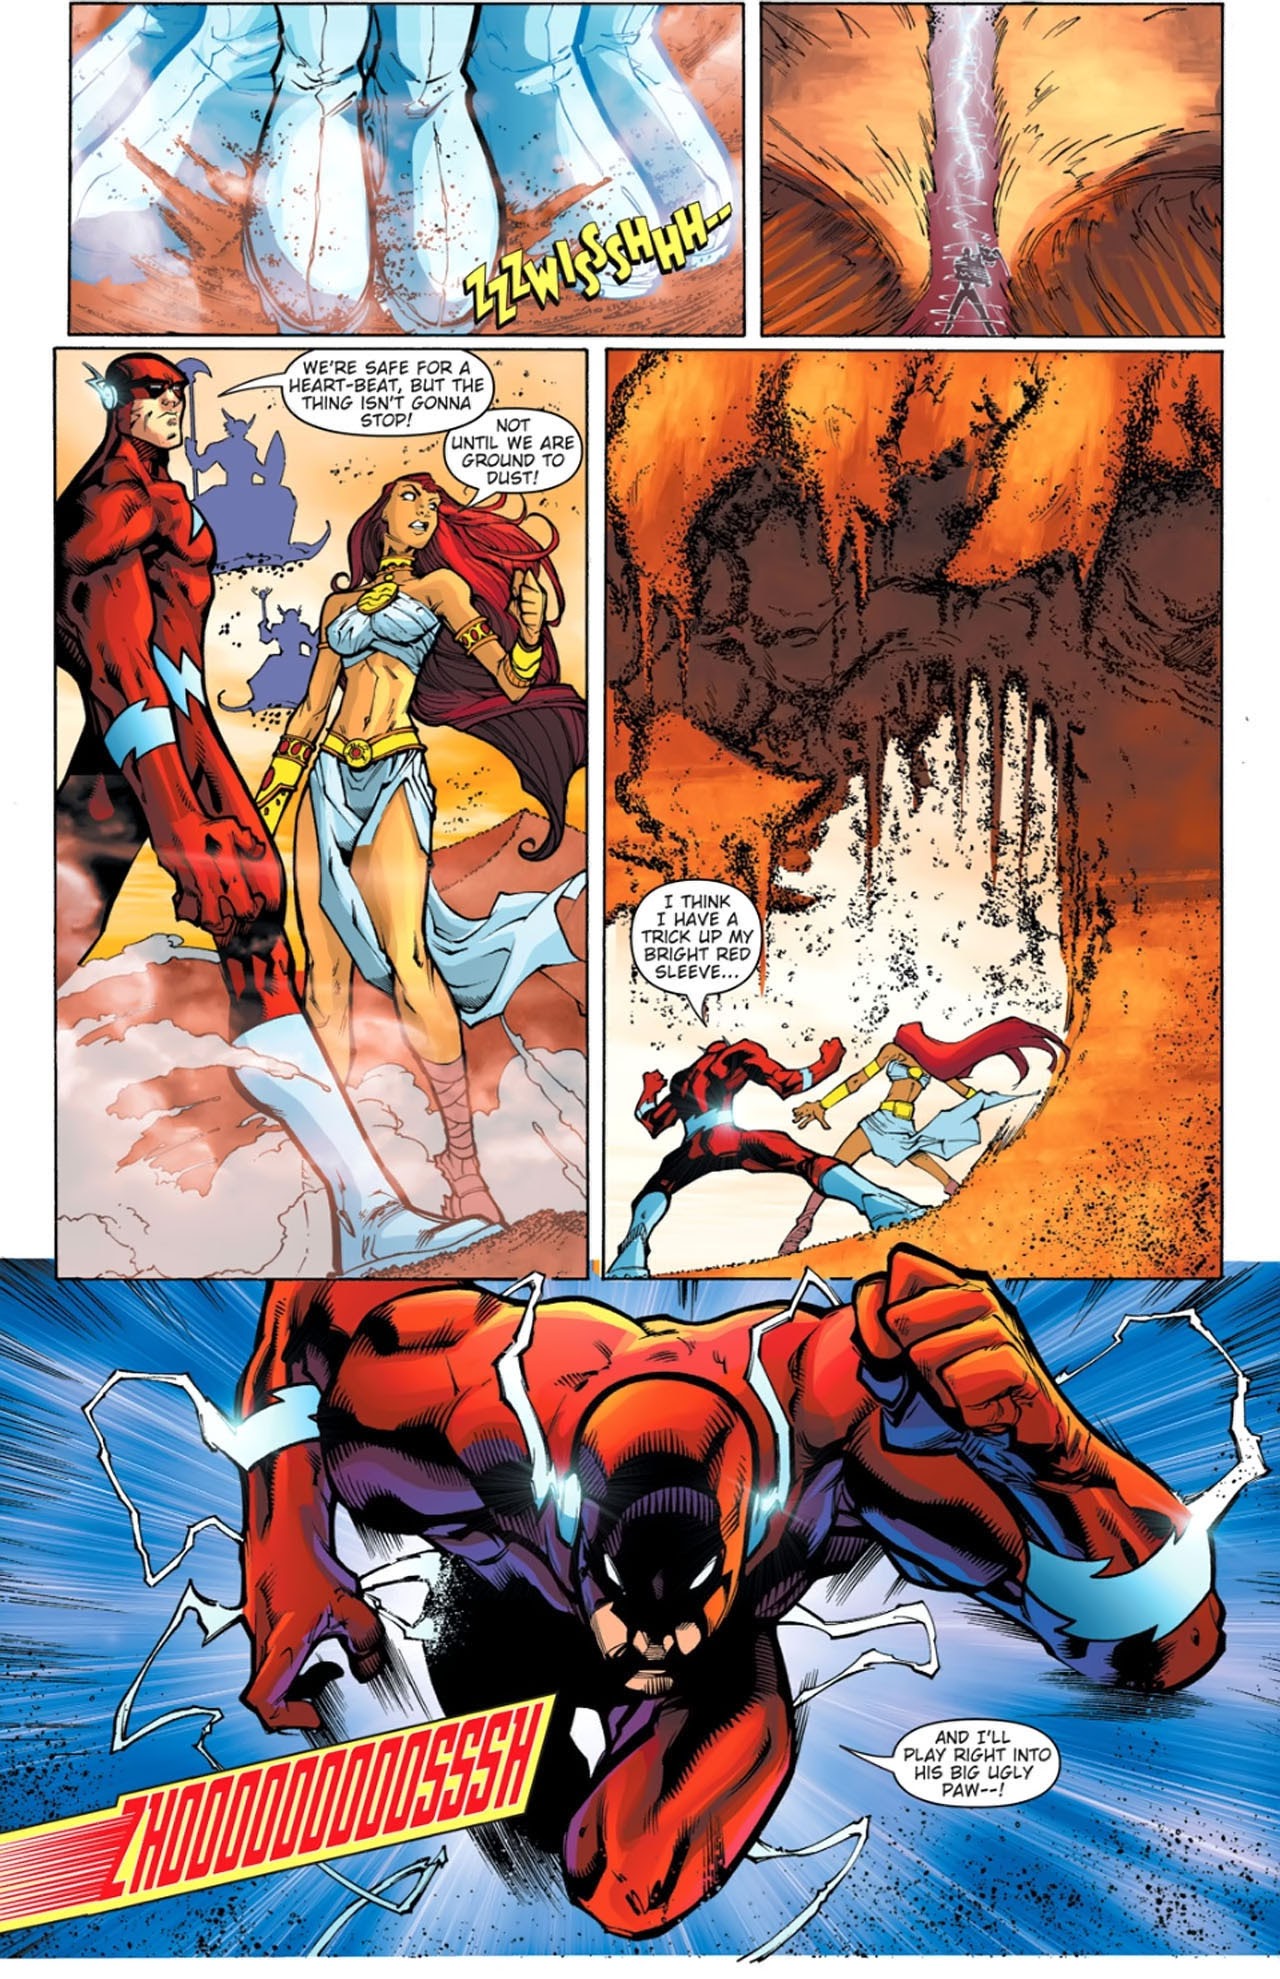 ZZZWISSSHHH--
WE'RE SAFE FOR A
HEART-BEAT, BUT THE
THING ISN'T GONNA
STOP!
NOT
UNTIL WE ARE
GROUND TO
DUST!
I THINK
I HAVE A
TRICK UP MY
BRIGHT RED
SLEEVE...
AND I'LL
PLAY RIGHT INTO
HIS BIG UGLY
PAW--!
ZHOOOOOOOOOOSSSH